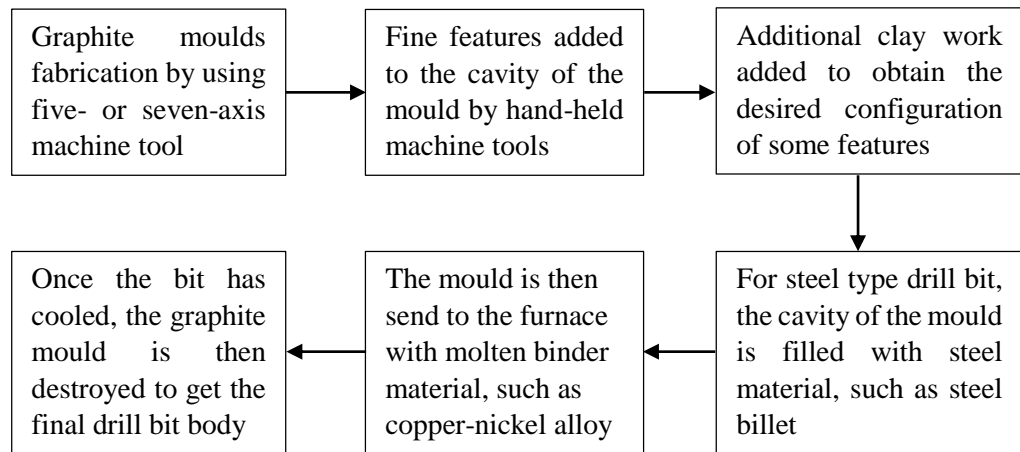 Graphite moulds
fabrication by using
five- or seven-axis
machine tool
Fine features added
to the cavity of the
mould by hand-held
machine tools
Additional clay work
added to obtain the
desired configuration
of some features
For steel type drill bit,
the cavity of the mould
is filled with steel
material, such as steel
billet
The mould is then
send to the furnace
with molten binder
material, such as
copper-nickel alloy
Once the bit has
cooled, the graphite
mould is then
destroyed to get the
final drill bit body